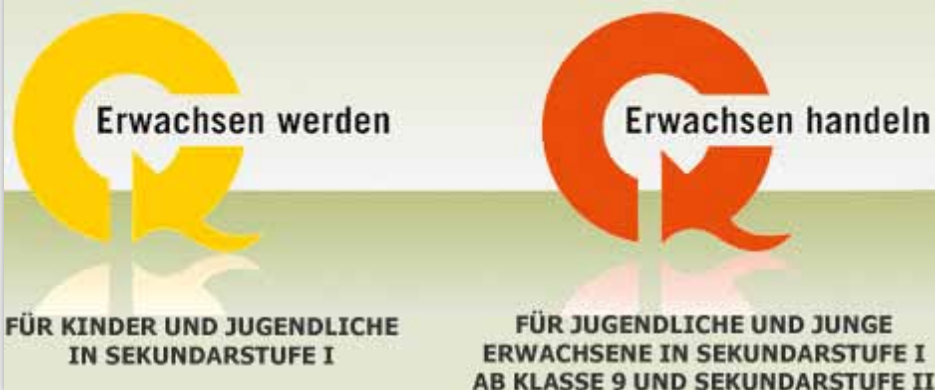 Erwachsen werden
FÜR KINDER UND JUGENDLICHE
IN SEKUNDARSTUFE I
Erwachsen handeln
FÜR JUGENDLICHE UND JUNGE
ERWACHSENE IN SEKUNDARSTUFE I
AB KLASSE 9 UND SEKUNDARSTUFE II